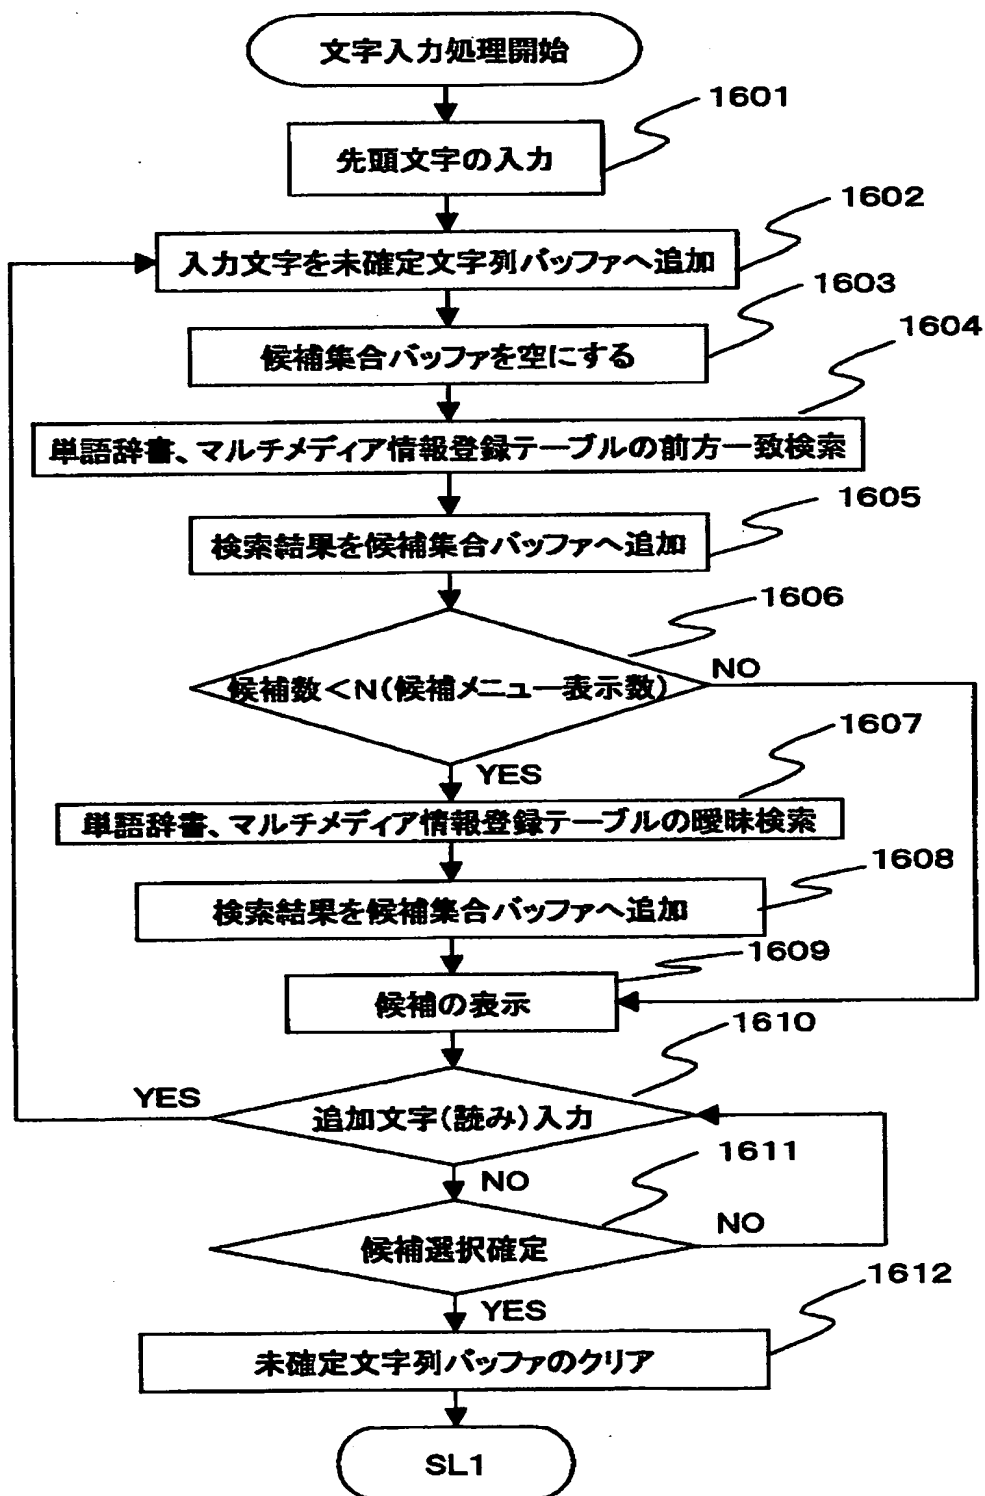 文字入力処理開始
1601
先頭文字の入力
1602
入力文字を未確定文字列バッファへ追加
1603
候補集合バッファを空にする
1604
単語辞書、マルチメディア情報登録テーブルの前方一致検索
1605
検索結果を候補集合バッファへ追加
1606
候補数<N(候補メニュー表示数)
NO
YES
1607
単語辞書、マルチメディア情報登録テーブルの曖昧検索
1608
検索結果を候補集合バッファへ追加
1609
候補の表示
1610
追加文字(読み)入力
YES
NO
1611
候補選択確定
NO
YES
1612
未確定文字列バッファのクリア
SL1